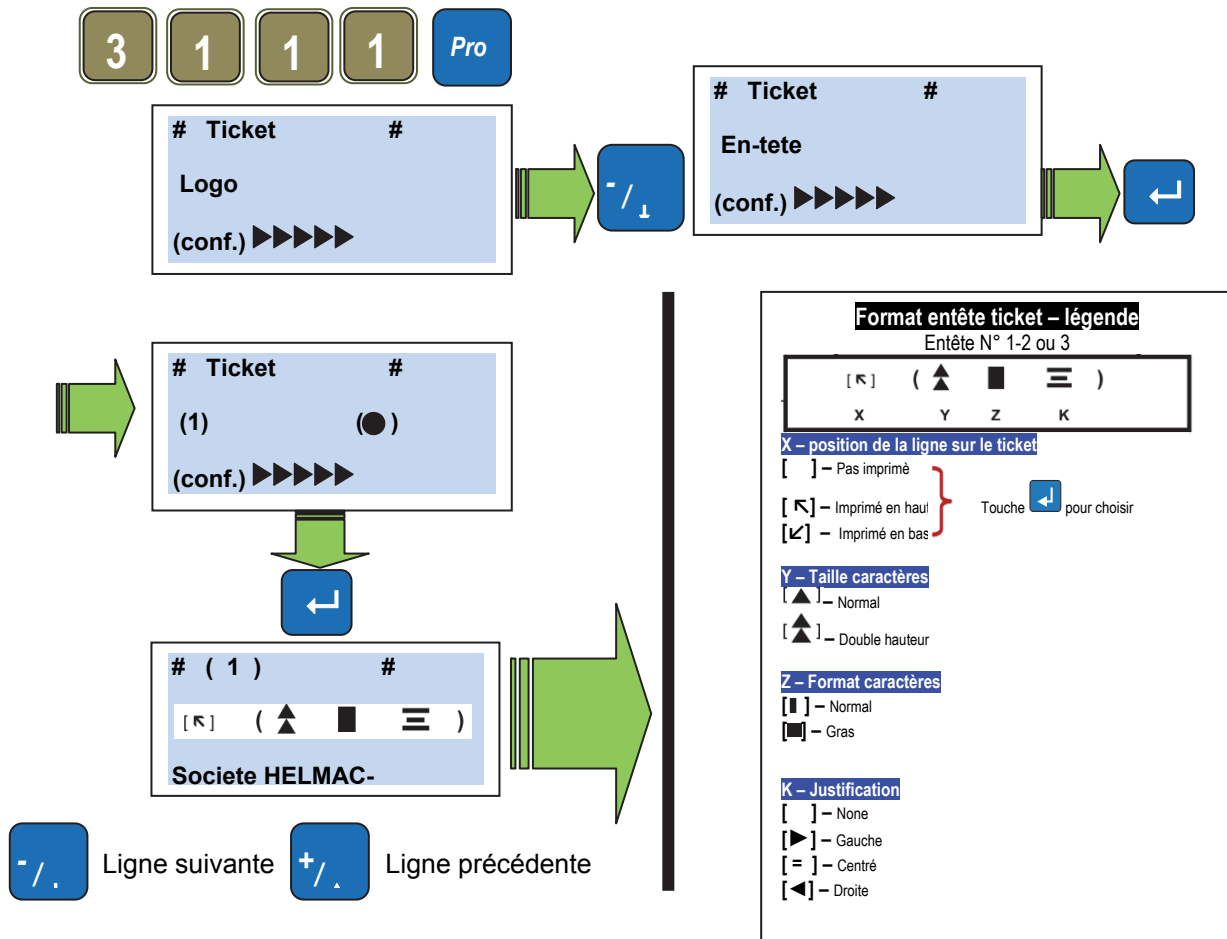 3 1 1 1 Pro
# Ticket #
Logo
(conf.) ▶▶▶▶▶
-/
# Ticket #
En-tete
(conf.) ▶▶▶▶▶
# Ticket #
(1) (● )
(conf.) ▶▶▶▶▶
# ( 1 ) #
[↖] ( )
Societe HELMAC-
-/. Ligne suivante
+/. Ligne précédente
Format entête ticket – légende
Entête N° 1-2 ou 3
[↖] ( )
X Y Z K
X – position de la ligne sur le ticket
[ ] – Pas imprimè
[↖] – Imprimé en haut
[↙] – Imprimé en bas
Touche pour choisir
Y – Taille caractères
[▲] – Normal
[ ] – Double hauteur
Z – Format caractères
[▮] – Normal
[■] – Gras
K – Justification
[ ] – None
[▶] – Gauche
[ = ] – Centré
[◀] – Droite